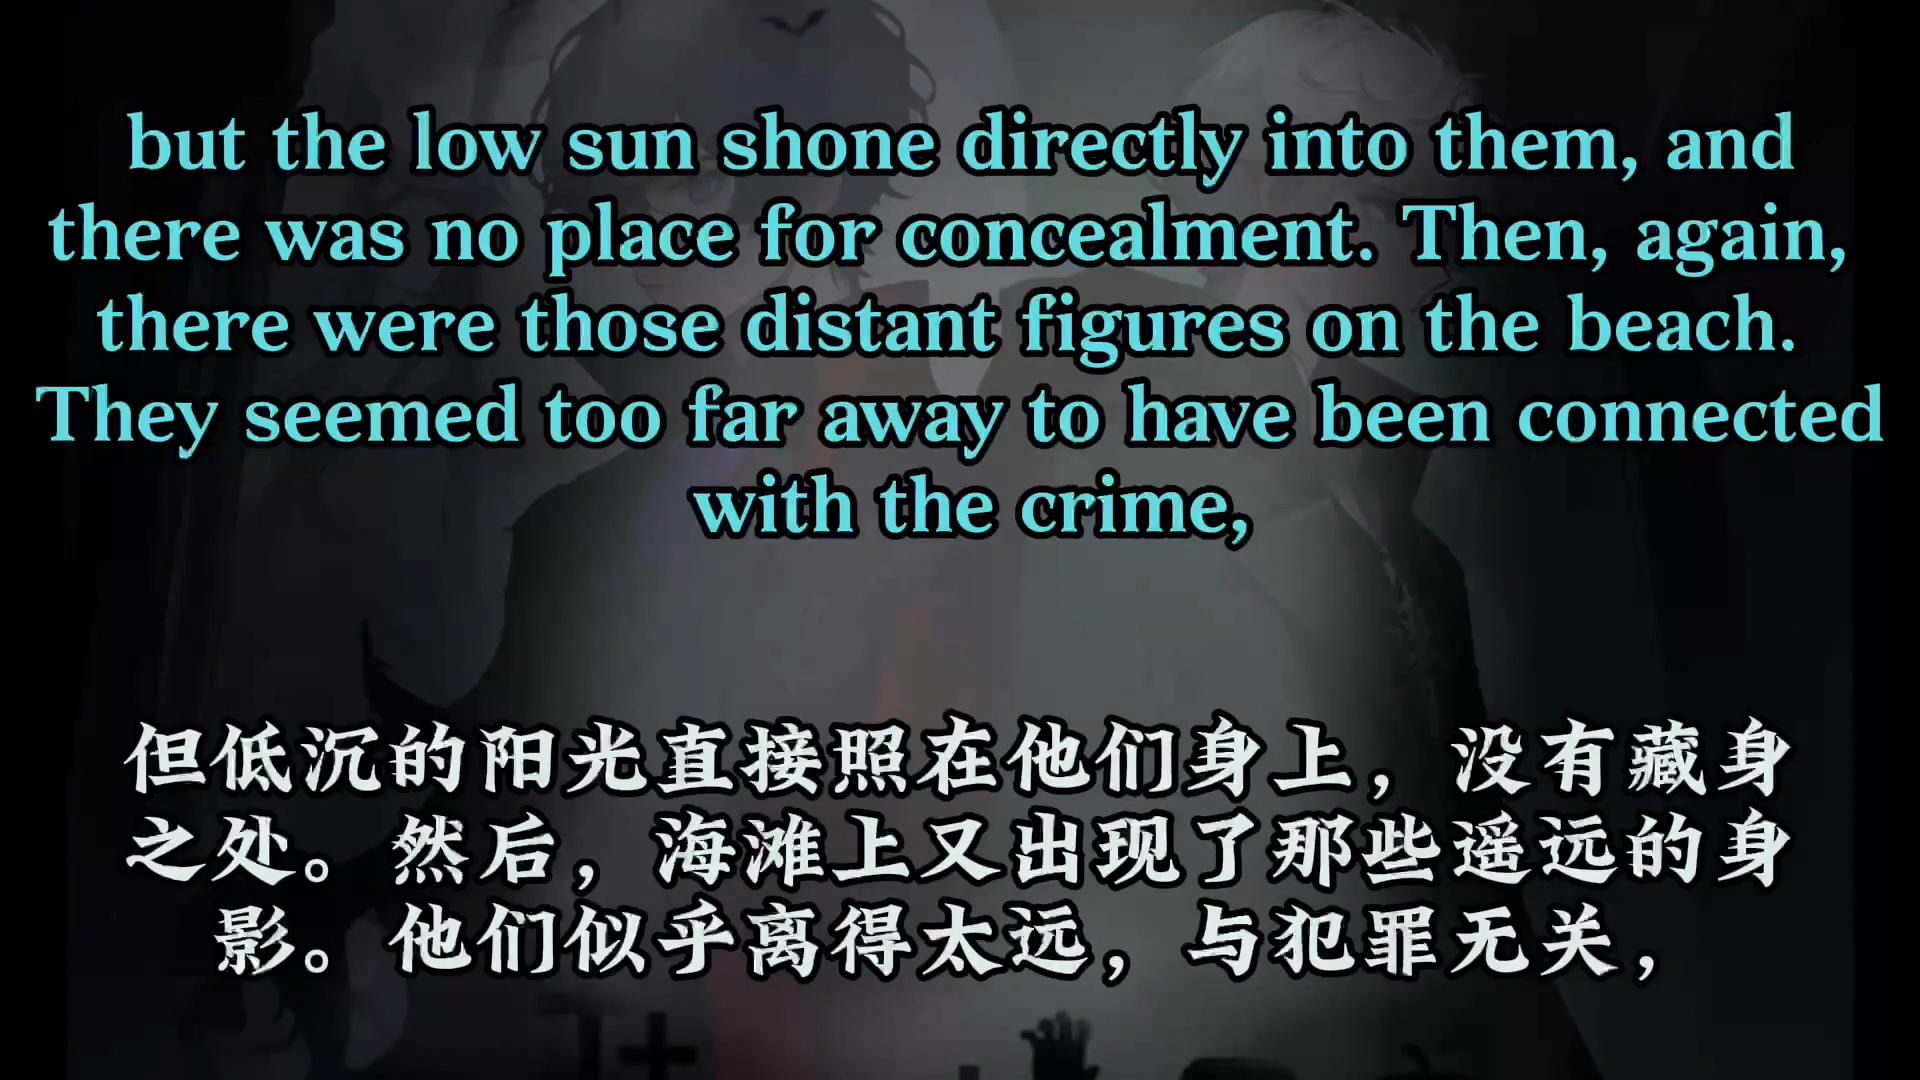 but the low sun shone directly into them, and
there was no place for concealment. Then, again,
there were those distant figures on the beach.
They seemed too far away to have been connected
with the crime,
但低沉的阳光直接照在他们身上，没有藏身
之处。然后，海滩上又出现了那些遥远的身
影。他们似乎离得太远，与犯罪无关，